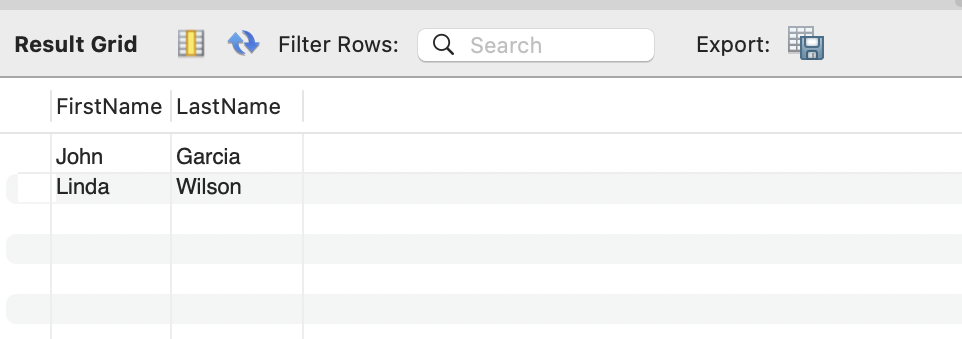 Result Grid Filter Rows: Search Export:
FirstName LastName
John Garcia
Linda Wilson